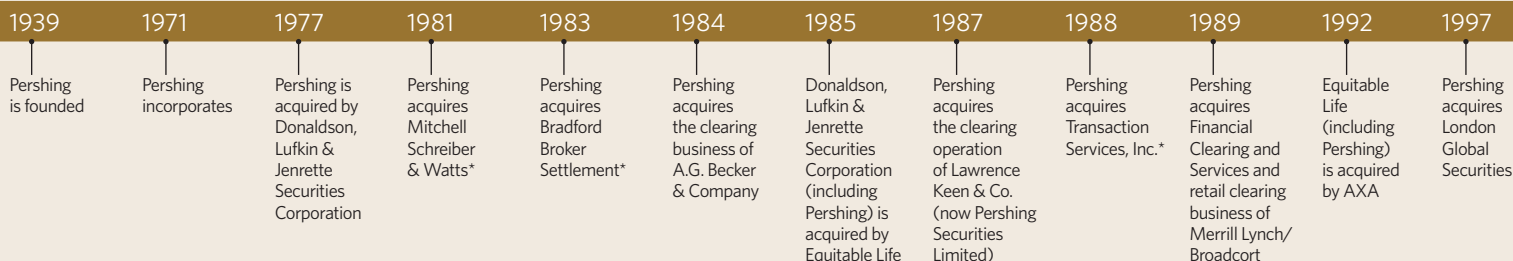 1939
Pershing
is founded
1971
Pershing
incorporates
1977
Pershing is
acquired by
Donaldson,
Lufkin &
Jenrette
Securities
Corporation
1981
Pershing
acquires
Mitchell
Schreiber
& Watts*
1983
Pershing
acquires
Bradford
Broker
Settlement*
1984
Pershing
acquires
the clearing
business of
A.G. Becker
& Company
1985
Donaldson,
Lufkin &
Jenrette
Securities
Corporation
(including
Pershing) is
acquired by
Equitable Life
1987
Pershing
acquires
the clearing
operation
of Lawrence
Keen & Co.
(now Pershing
Securities
Limited)
1988
Pershing
acquires
Transaction
Services, Inc.*
1989
Pershing
acquires
Financial
Clearing and
Services and
retail clearing
business of
Merrill Lynch/
Broadcort
1992
Equitable
Life
(including
Pershing)
is acquired
by AXA
1997
Pershing
acquires
London
Global
Securities